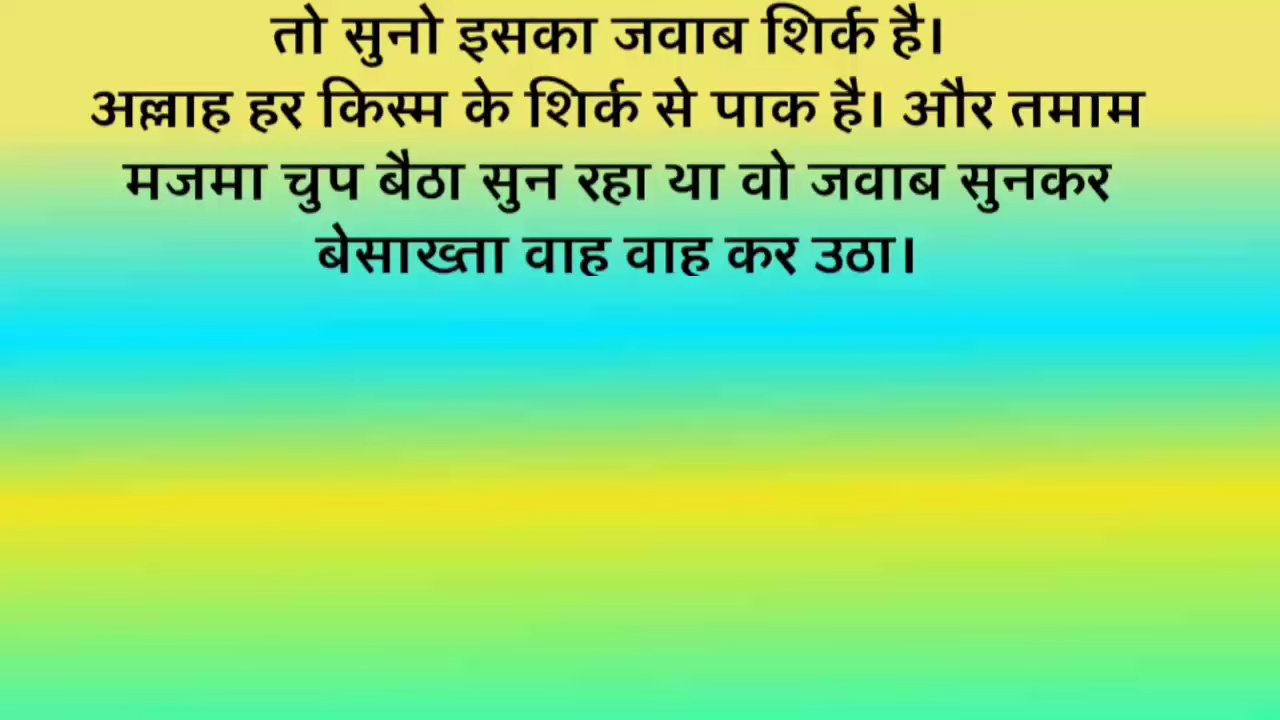 तो सुनो इसका जवाब शिर्क है।
अल्लाह हर किस्म के शिर्क से पाक है। और तमाम
मजमा चुप बैठा सुन रहा था वो जवाब सुनकर
बेसाख्ता वाह वाह कर उठा।